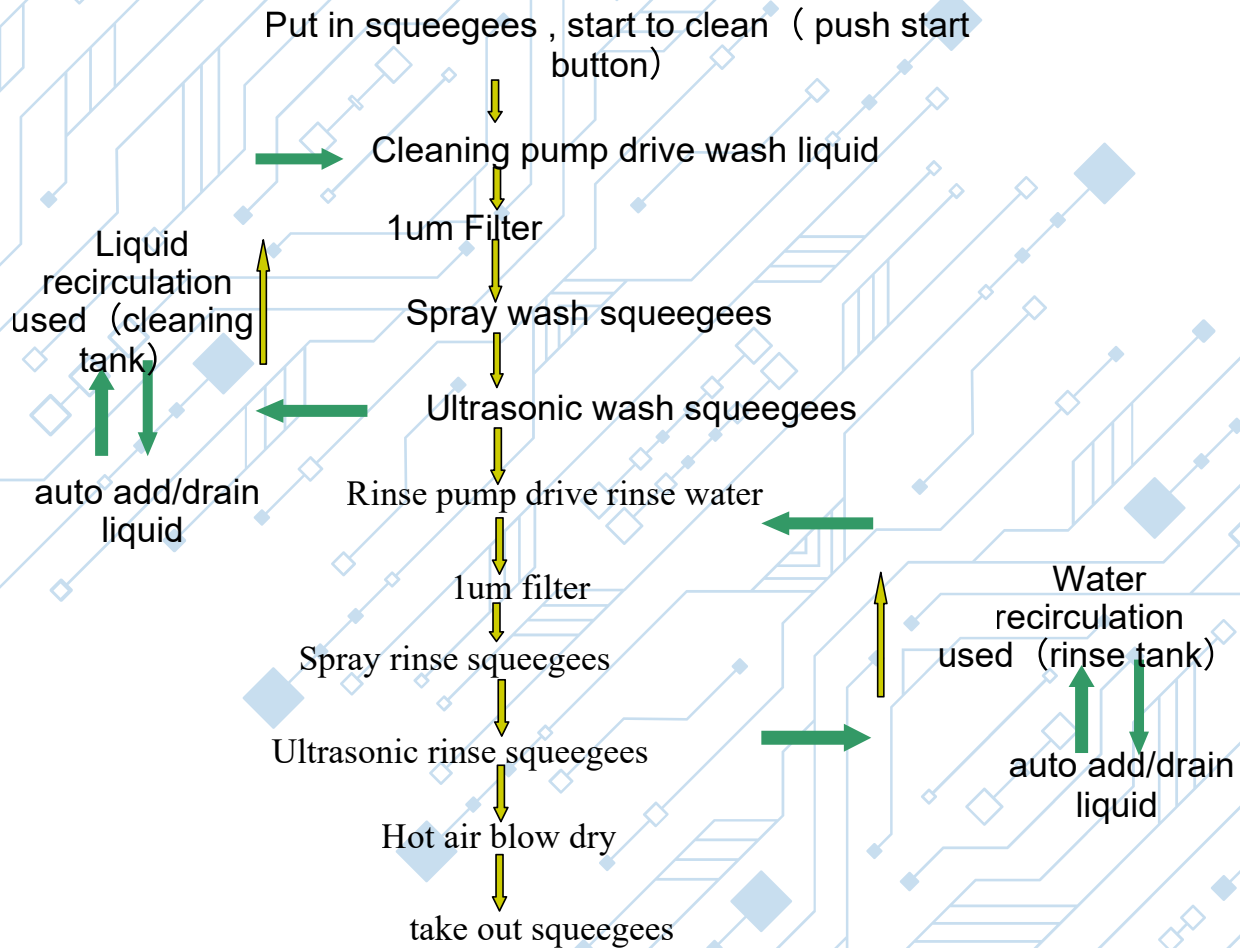 Put in squeegees , start to clean（ push start
button）
Cleaning pump drive wash liquid
1um Filter
Liquid
recirculation
used（cleaning
tank）
Spray wash squeegees
Ultrasonic wash squeegees
auto add/drain
liquid
Rinse pump drive rinse water
1um filter
Water
recirculation
used（rinse tank）
Spray rinse squeegees
Ultrasonic rinse squeegees
auto add/drain
liquid
Hot air blow dry
take out squeegees